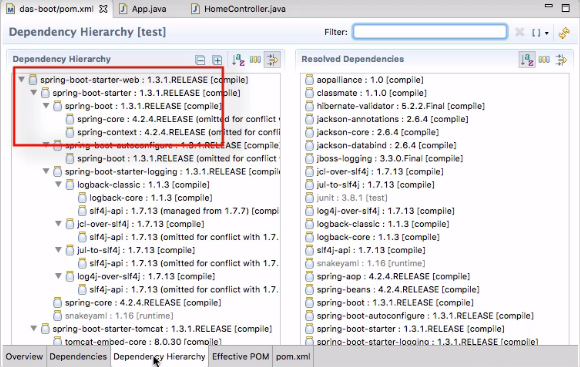 das-boot/pom.xml
App.java
HomeController.java
Dependency Hierarchy [test]
Filter:
Dependency Hierarchy
spring-boot-starter-web : 1.3.1.RELEASE [compile]
spring-boot-starter : 1.3.1.RELEASE [compile]
spring-boot : 1.3.1.RELEASE [compile]
spring-core : 4.2.4.RELEASE (omitted for conflict with
spring-context : 4.2.4.RELEASE (omitted for conflict
spring-boot-autoconfigure : 1.3.1.RELEASE [compile]
spring-boot : 1.3.1.RELEASE (omitted for conflict
spring-boot-starter-logging : 1.3.1.RELEASE [compile]
logback-classic : 1.1.3 [compile]
logback-core : 1.1.3 [compile]
slf4j-api : 1.7.13 (managed from 1.7.7) [comp
jcl-over-slf4j : 1.7.13 [compile]
slf4j-api : 1.7.13 (omitted for conflict with 1.7.
jul-to-slf4j : 1.7.13 [compile]
slf4j-api : 1.7.13 (omitted for conflict with 1.7.
log4j-over-slf4j : 1.7.13 [compile]
slf4j-api : 1.7.13 (omitted for conflict with 1.7.
spring-core : 4.2.4.RELEASE [compile]
snakeyaml : 1.16 [runtime]
spring-boot-starter-tomcat : 1.3.1.RELEASE [compile]
tomcat-embed-core : 8.0.30 [compile]
Resolved Dependencies
aopalliance : 1.0 [compile]
classmate : 1.1.0 [compile]
hibernate-validator : 5.2.2.Final [compile]
jackson-annotations : 2.6.4 [compile]
jackson-core : 2.6.4 [compile]
jackson-databind : 2.6.4 [compile]
jboss-logging : 3.3.0.Final [compile]
jcl-over-slf4j : 1.7.13 [compile]
jul-to-slf4j : 1.7.13 [compile]
junit : 3.8.1 [test]
log4j-over-slf4j : 1.7.13 [compile]
logback-classic : 1.1.3 [compile]
logback-core : 1.1.3 [compile]
slf4j-api : 1.7.13 [compile]
snakeyaml : 1.16 [runtime]
spring-aop : 4.2.4.RELEASE [compile]
spring-beans : 4.2.4.RELEASE [compile]
spring-boot : 1.3.1.RELEASE [compile]
spring-boot-autoconfigure : 1.3.1.RELEASE [compile]
spring-boot-starter : 1.3.1.RELEASE [compile]
spring-boot-starter-logging : 1.3.1.RELEASE [compile]
Overview
Dependencies
Dependency Hierarchy
Effective POM
pom.xml